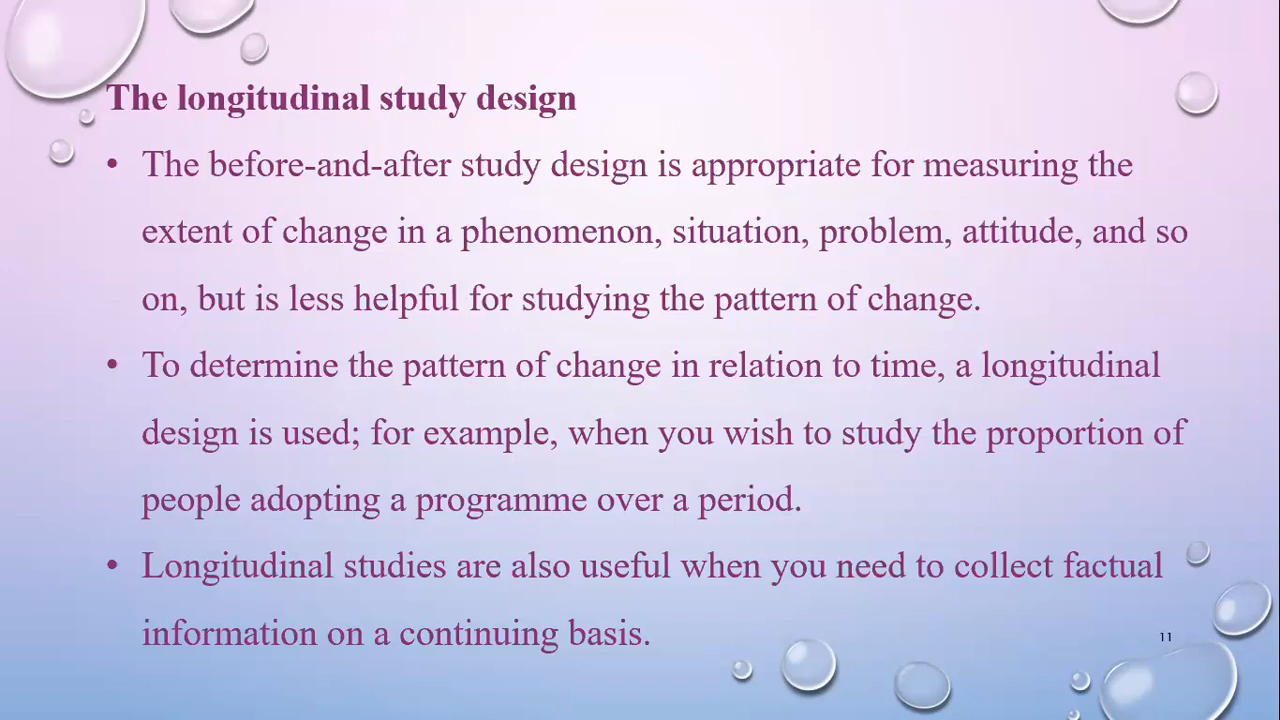 The longitudinal study design
• The before-and-after study design is appropriate for measuring the
extent of change in a phenomenon, situation, problem, attitude, and so
on, but is less helpful for studying the pattern of change.
• To determine the pattern of change in relation to time, a longitudinal
design is used; for example, when you wish to study the proportion of
people adopting a programme over a period.
• Longitudinal studies are also useful when you need to collect factual
information on a continuing basis.
11